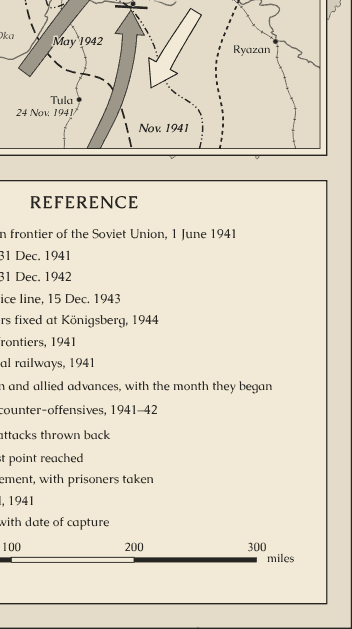 Oka
May 1942
Ryazan
Tula
24 Nov. 1941
Nov. 1941
REFERENCE
n frontier of the Soviet Union, 1 June 1941
31 Dec. 1941
31 Dec. 1942
ice line, 15 Dec. 1943
rs fixed at Königsberg, 1944
frontiers, 1941
al railways, 1941
n and allied advances, with the month they began
counter-offensives, 1941–42
attacks thrown back
st point reached
ement, with prisoners taken
l, 1941
with date of capture
100 200 300
miles